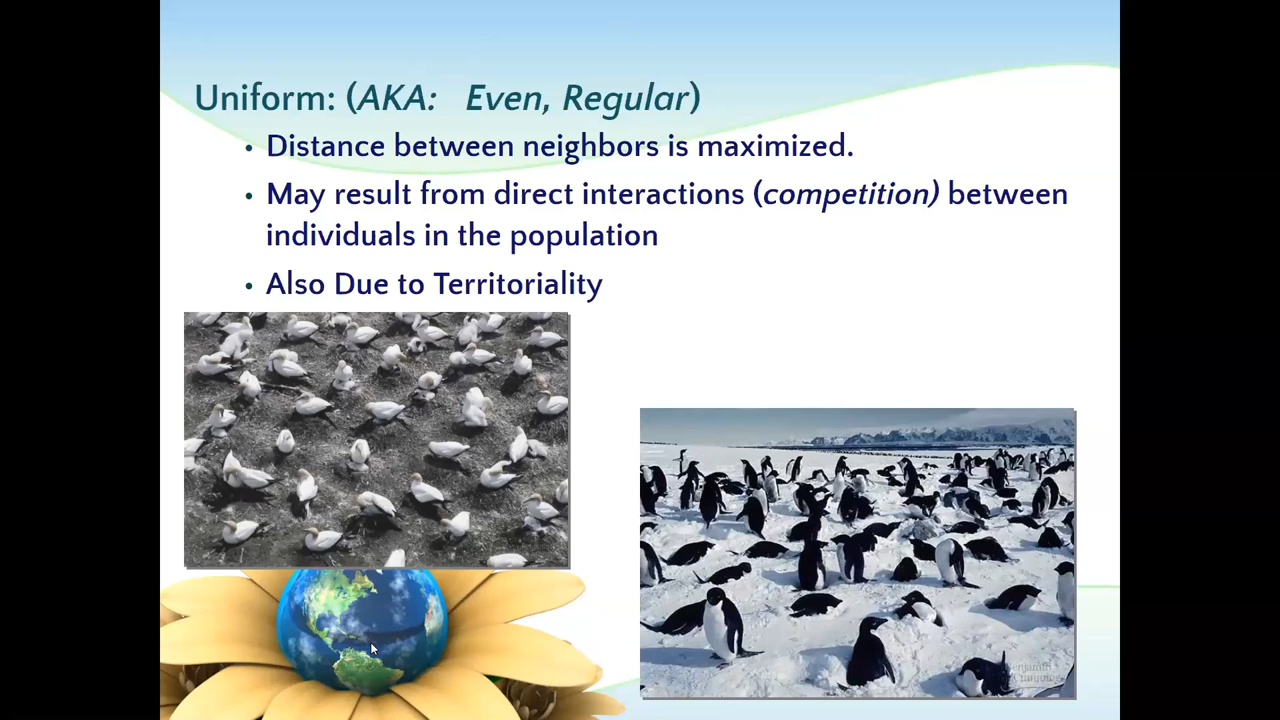 Uniform: (AKA: Even, Regular)
• Distance between neighbors is maximized.
• May result from direct interactions (competition) between
individuals in the population
• Also Due to Territoriality